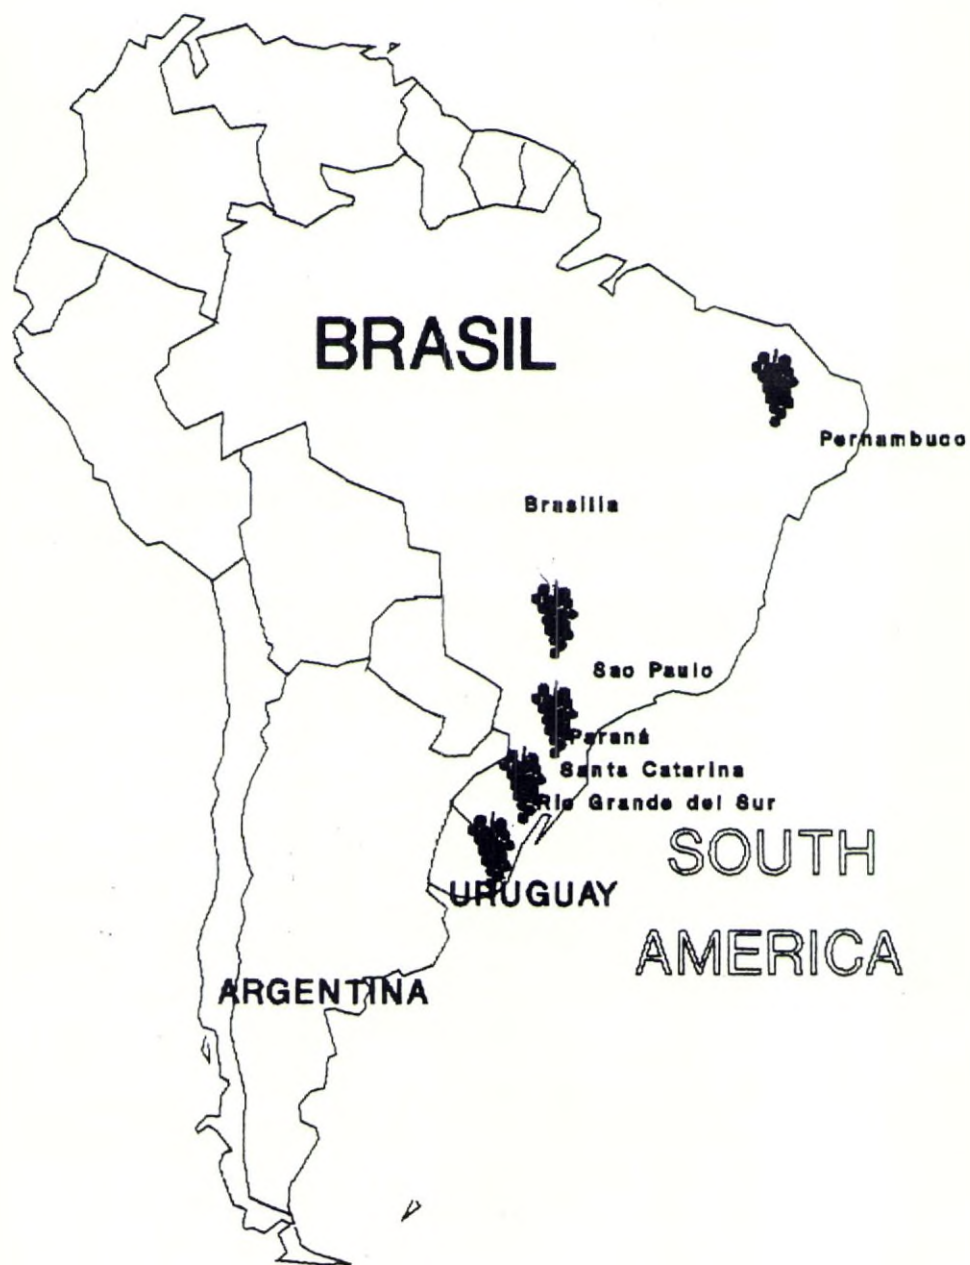 BRASIL
Pernambuco
Brasilia
Sao Paulo
Paraná
Santa Catarina
Rio Grande del Sur
SOUTH
AMERICA
URUGUAY
ARGENTINA